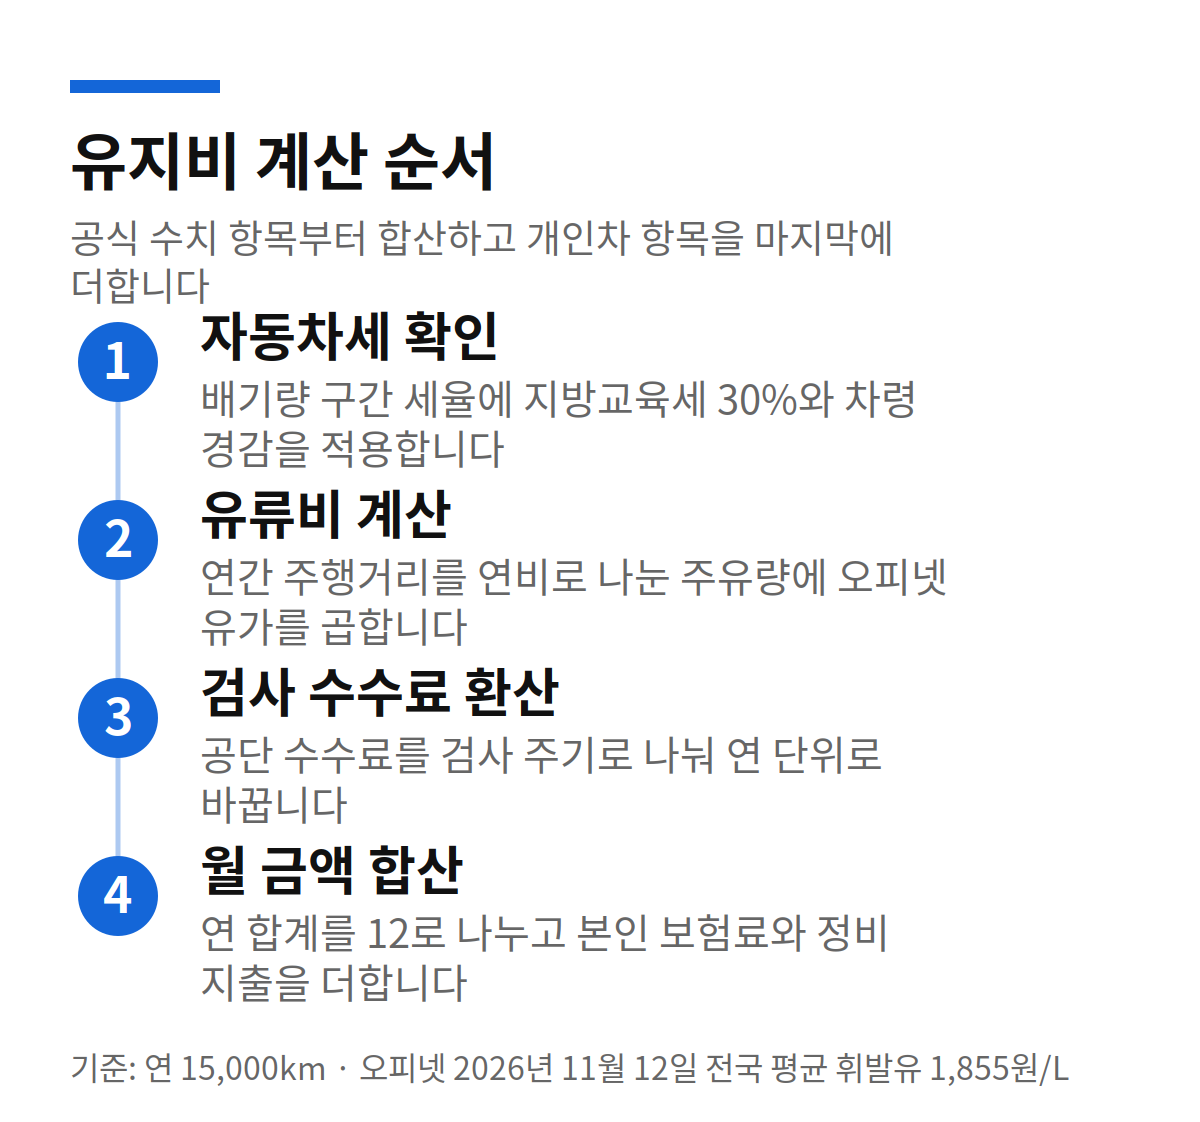 유지비 계산 순서
공식 수치 항목부터 합산하고 개인차 항목을 마지막에
더합니다
1
자동차세 확인
배기량 구간 세율에 지방교육세 30%와 차령
경감을 적용합니다
2
유류비 계산
연간 주행거리를 연비로 나눈 주유량에 오피넷
유가를 곱합니다
3
검사 수수료 환산
공단 수수료를 검사 주기로 나눠 연 단위로
바꿉니다
4
월 금액 합산
연 합계를 12로 나누고 본인 보험료와 정비
지출을 더합니다
기준: 연 15,000km · 오피넷 2026년 11월 12일 전국 평균 휘발유 1,855원/L